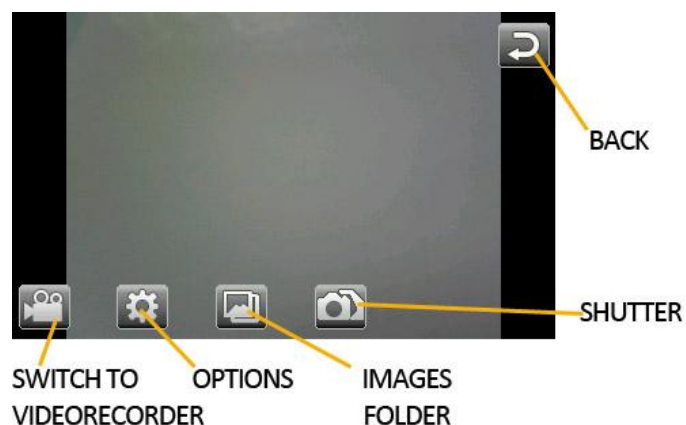 BACK
SHUTTER
SWITCH TO
VIDEORECORDER
OPTIONS
IMAGES
FOLDER